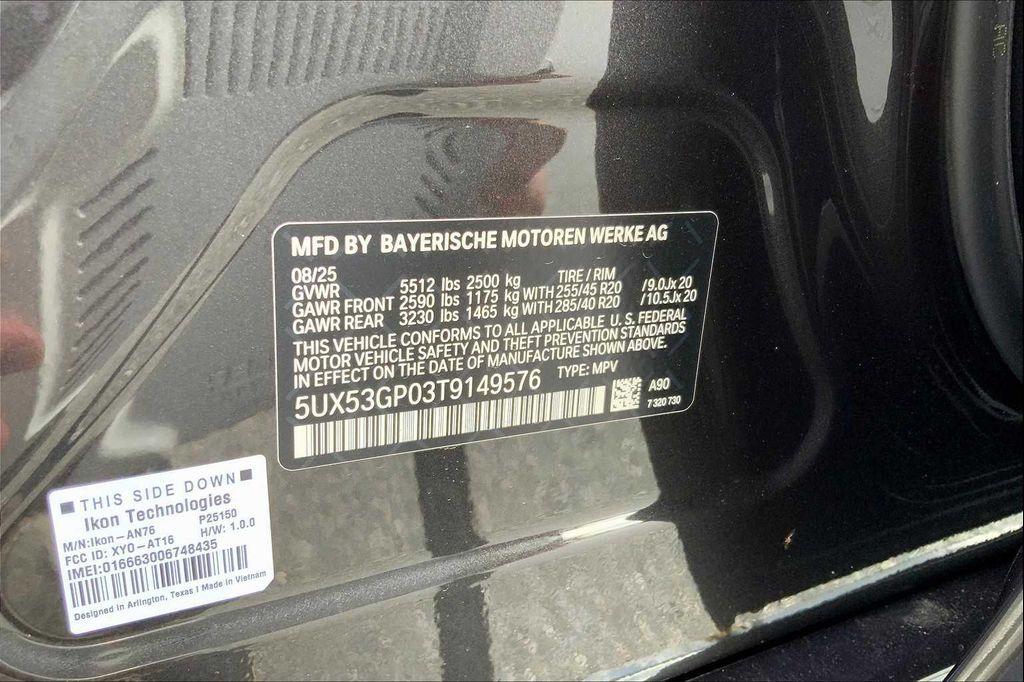 MFD BY BAYERISCHE MOTOREN WERKE AG
08/25
GVWR 5512 lbs 2500 kg TIRE / RIM
GAWR FRONT 2590 lbs 1175 kg WITH 255/45 R20 /9.0Jx 20
GAWR REAR 3230 lbs 1465 kg WITH 285/40 R20 /10.5Jx 20
THIS VEHICLE CONFORMS TO ALL APPLICABLE U. S. FEDERAL
MOTOR VEHICLE SAFETY AND THEFT PREVENTION STANDARDS
IN EFFECT ON THE DATE OF MANUFACTURE SHOWN ABOVE.
5UX53GP03T9149576 TYPE: MPV
A90
7 320 730
THIS SIDE DOWN
Ikon Technologies
M/N:Ikon-AN76 P25150
FCC ID: XYO-AT16 H/W: 1.0.0
IMEI:016663006748435
Designed in Arlington, Texas | Made in Vietnam